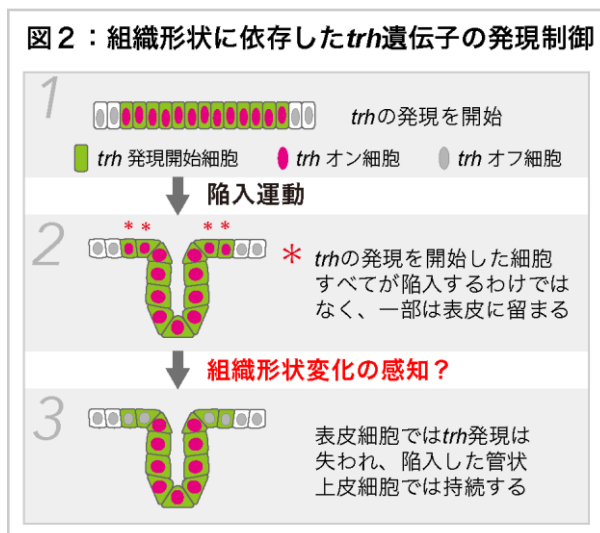 図2：組織形状に依存したtrh遺伝子の発現制御
1
trhの発現を開始
trh 発現開始細胞 trh オン細胞 trh オフ細胞
陥入運動
2
* * * *
* trhの発現を開始した細胞
すべてが陥入するわけでは
なく、一部は表皮に留まる
組織形状変化の感知？
3
表皮細胞ではtrh発現は
失われ、陥入した管状
上皮細胞では持続する